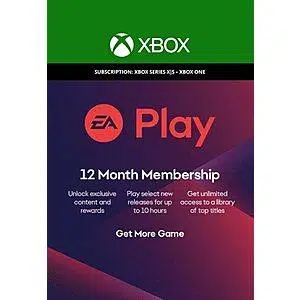 XBOX
SUBSCRIPTION: XBOX SERIES X|S - XBOX ONE
EA Play
12 Month Membership
Unlock exclusive content and rewards
Play select new releases for up to 10 hours
Get unlimited access to a library of top titles
Get More Game